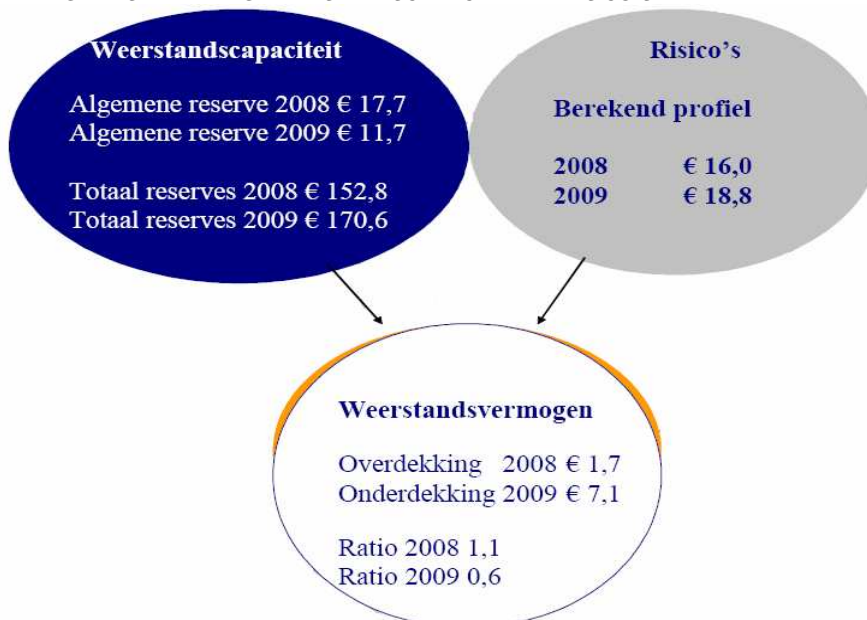 Weerstandscapaciteit
Algemene reserve 2008 € 17,7
Algemene reserve 2009 € 11,7
Totaal reserves 2008 € 152,8
Totaal reserves 2009 € 170,6
Risico's
Berekend profiel
2008 € 16,0
2009 € 18,8
Weerstandsvermogen
Overdekking 2008 € 1,7
Onderdekking 2009 € 7,1
Ratio 2008 1,1
Ratio 2009 0,6